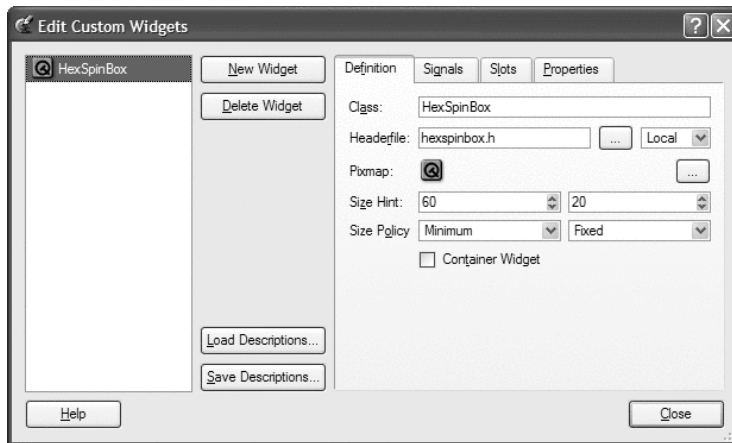 Edit Custom Widgets
HexSpinBox
New Widget
Delete Widget
Load Descriptions...
Save Descriptions...
Definition Signals Slots Properties
Class: HexSpinBox
Headerfile: hexspinbox.h ... Local
Pixmap: ...
Size Hint: 60 20
Size Policy Minimum Fixed
Container Widget
Help Close